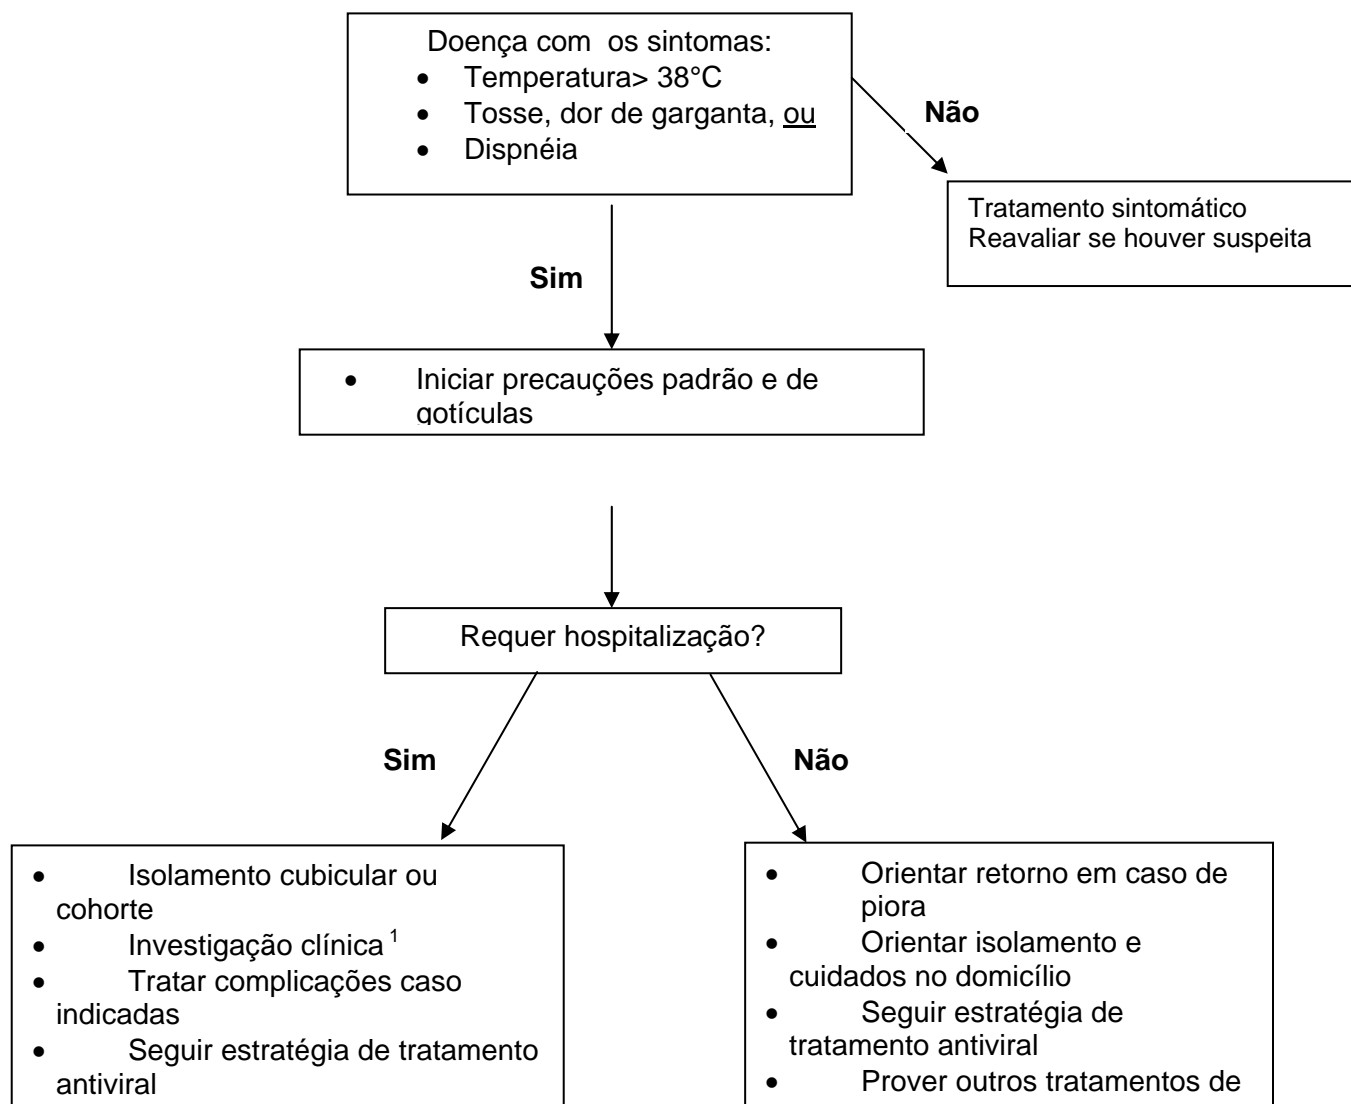 Doença com os sintomas:
• Temperatura> 38°C
• Tosse, dor de garganta, ou
• Dispnéia
Não
Tratamento sintomático
Reavaliar se houver suspeita
Sim
• Iniciar precauções padrão e de
gotículas
Requer hospitalização?
Sim
Não
• Isolamento cubicular ou
cohorte
• Investigação clínica 1
• Tratar complicações caso
indicadas
• Seguir estratégia de tratamento
antiviral
• Orientar retorno em caso de
piora
• Orientar isolamento e
cuidados no domicílio
• Seguir estratégia de
tratamento antiviral
• Prover outros tratamentos de